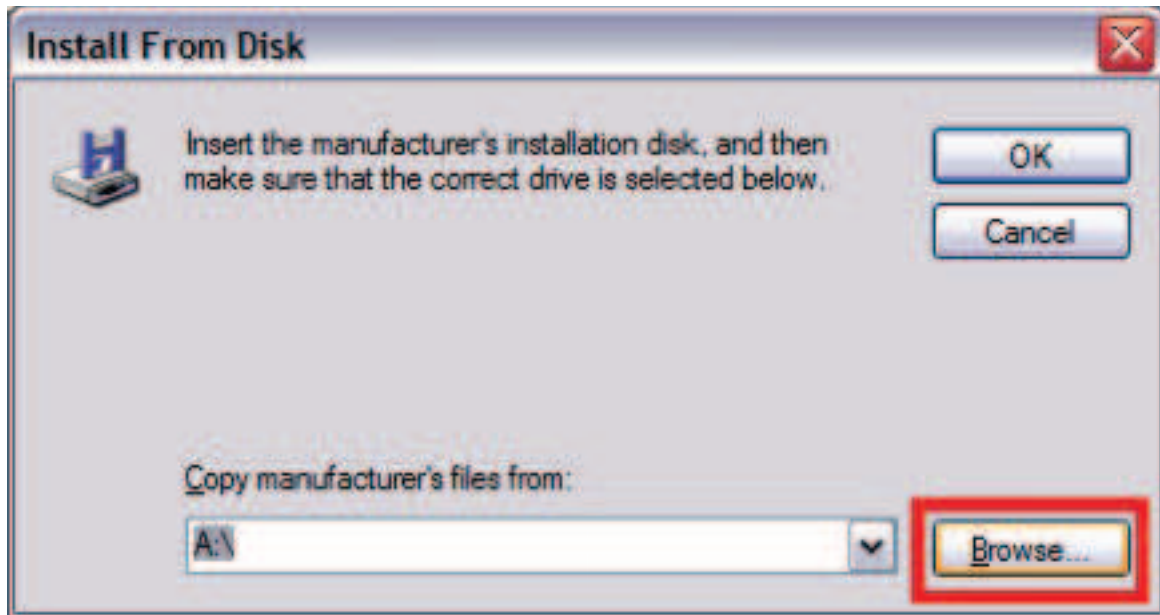 Install From Disk
Insert the manufacturer's installation disk, and then
make sure that the correct drive is selected below.
OK
Cancel
Copy manufacturer's files from:
A:\
Browse...